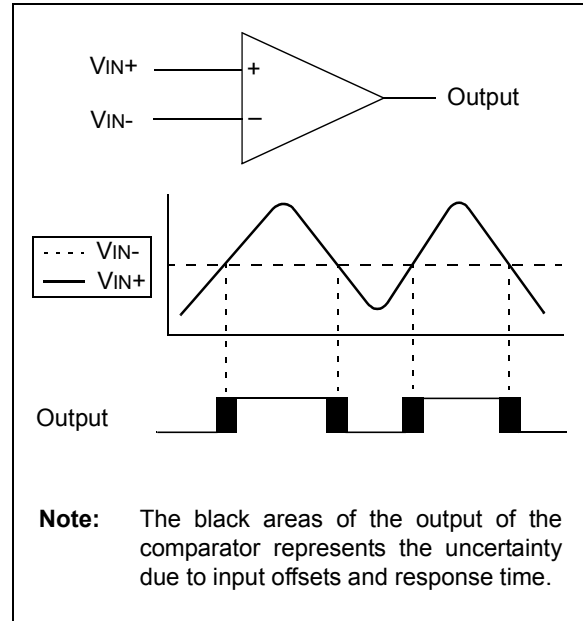 VIN+
+
Output
VIN-
–
VIN-
VIN+
Output
Note: The black areas of the output of the
comparator represents the uncertainty
due to input offsets and response time.